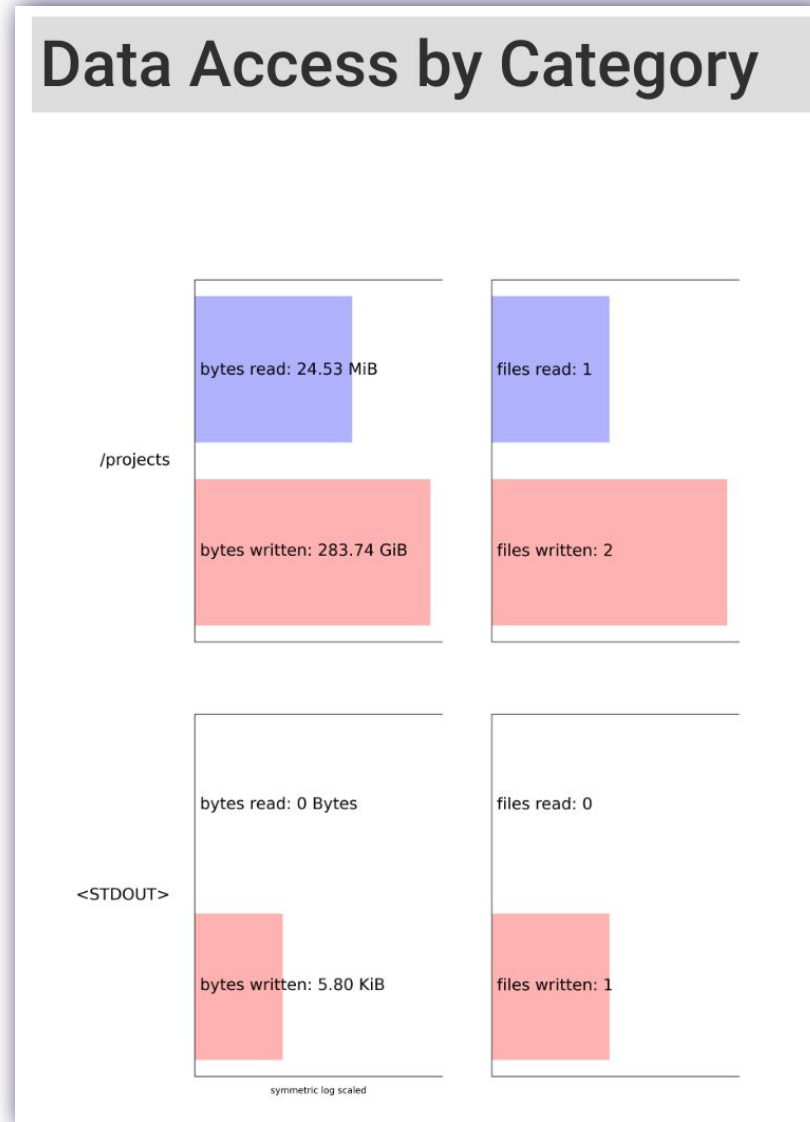 Data Access by Category
bytes read: 24.53 MiB
files read: 1
/projects
bytes written: 283.74 GiB
files written: 2
bytes read: 0 Bytes
files read: 0
<STDOUT>
bytes written: 5.80 KiB
files written: 1
symmetric log scaled